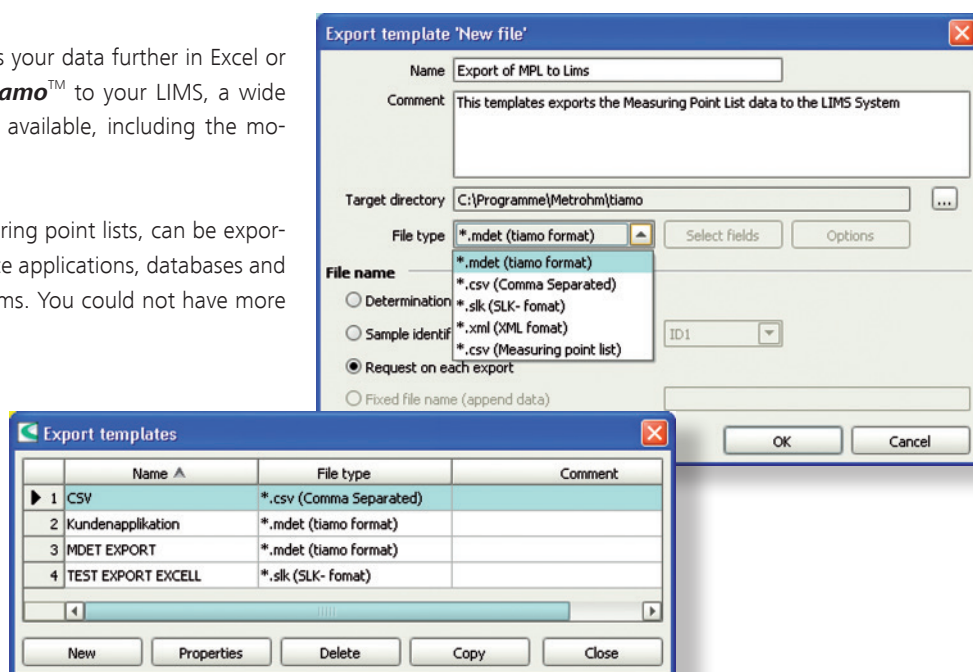 s your data further in Excel or
amo™ to your LIMS, a wide
available, including the mo-
ring point lists, can be expor-
e applications, databases and
ms. You could not have more
Export template 'New file'
Name Export of MPL to Lims
Comment This templates exports the Measuring Point List data to the LIMS System
Target directory C:\Programme\Metrohm\tiamo ...
File type *.mdet (tiamo format) Select fields Options
*.mdet (tiamo format)
*.csv (Comma Separated)
*.slk (SLK- fomat)
*.xml (XML fomat)
*.csv (Measuring point list)
File name
Determination
Sample identif ID1
Request on each export
Fixed file name (append data)
OK Cancel
Export templates
Name File type Comment
1 CSV *.csv (Comma Separated)
2 Kundenapplikation *.mdet (tiamo format)
3 MDET EXPORT *.mdet (tiamo format)
4 TEST EXPORT EXCELL *.slk (SLK- fomat)
New Properties Delete Copy Close